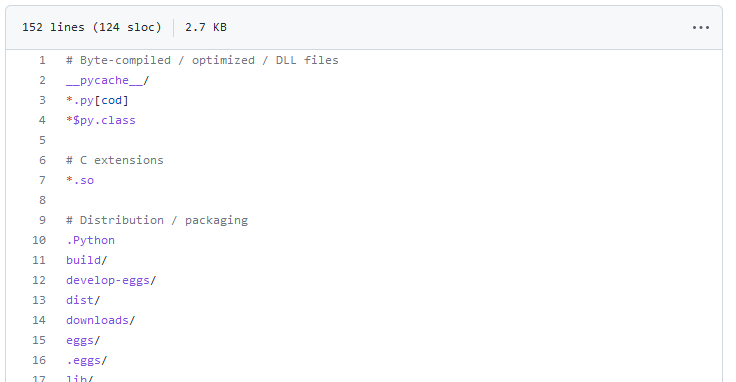 152 lines (124 sloc) 2.7 KB
1 # Byte-compiled / optimized / DLL files
2 __pycache__/
3 *.py[cod]
4 *$py.class
5
6 # C extensions
7 *.so
8
9 # Distribution / packaging
10 .Python
11 build/
12 develop-eggs/
13 dist/
14 downloads/
15 eggs/
16 .eggs/
17 lib/